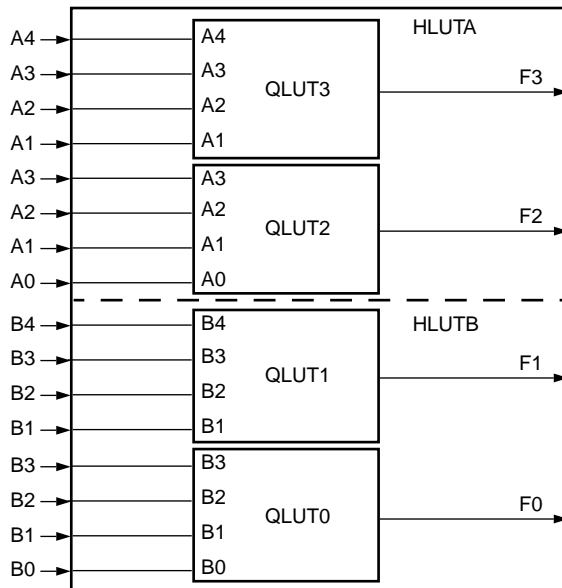 HLUTA
A4 A4
A3 A3 QLUT3 F3
A2 A2
A1 A1
A3 A3
A2 A2 QLUT2 F2
A1 A1
A0 A0
HLUTB
B4 B4
B3 B3 QLUT1 F1
B2 B2
B1 B1
B3 B3
B2 B2 QLUT0 F0
B1 B1
B0 B0